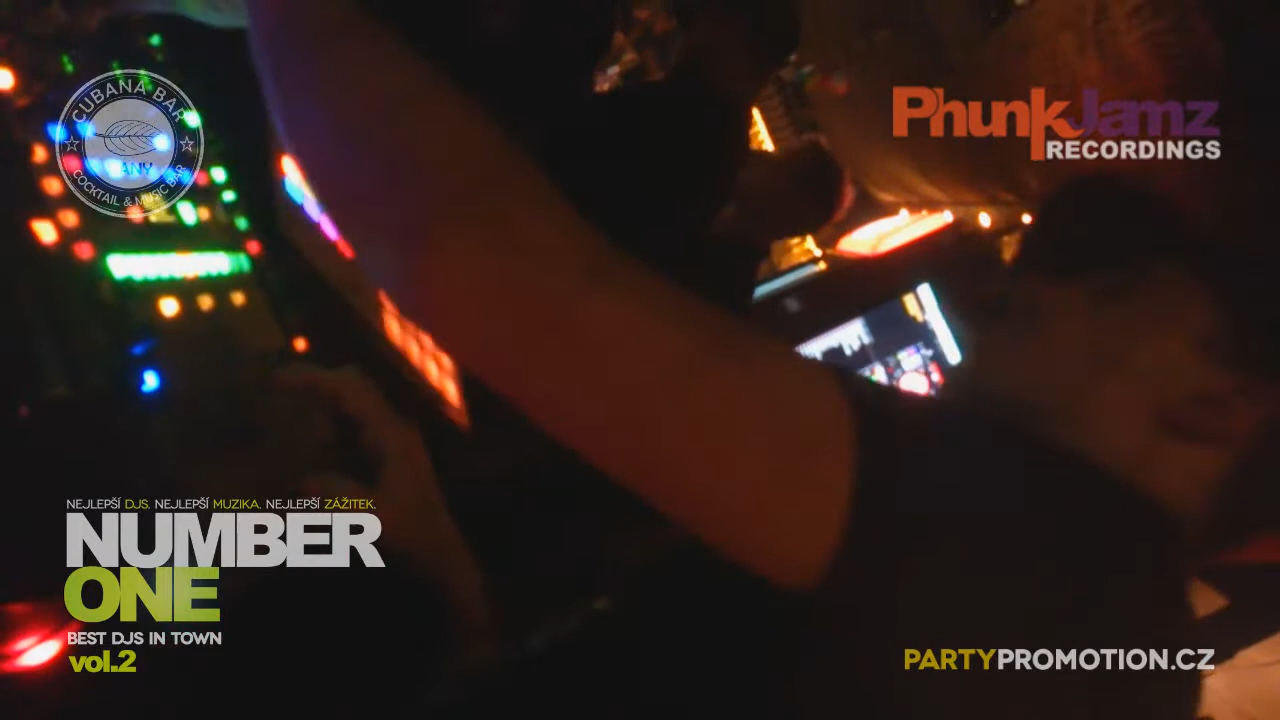 CUBANA BAR
ANY
COCKTAIL & MUSIC BAR
PhunkJamz
RECORDINGS
NEJLEPŠÍ DJS. NEJLEPŠÍ MUZIKA. NEJLEPŠÍ ZÁŽITEK.
NUMBER
ONE
BEST DJS IN TOWN
vol.2
PARTYPROMOTION.CZ